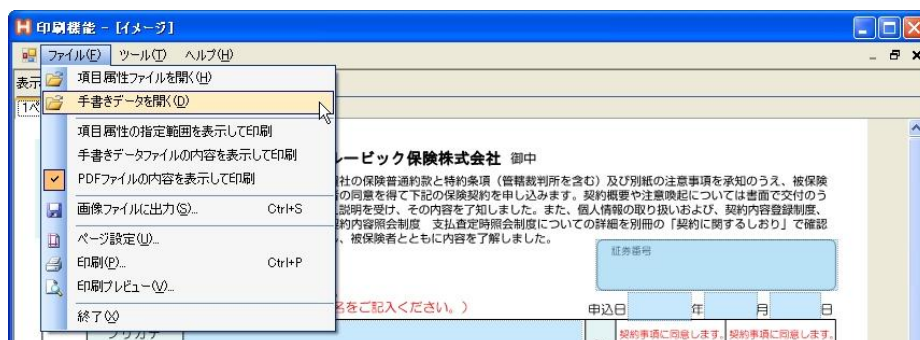 印刷機能 - [イメージ]
ファイル(F) ツール(T) ヘルプ(H)
表示
項目属性ファイルを開く(H)
1ペ
手書きデータを開く(D)
項目属性の指定範囲を表示して印刷
手書きデータファイルの内容を表示して印刷
ルービック保険株式会社 御中
PDFファイルの内容を表示して印刷
社の保険普通約款と特約条項（管轄裁判所を含む）及び別紙の注意事項を承知のうえ、被保険
の同意を得て下記の保険契約を申し込みます。契約概要や注意喚起については書面で交付のう
画像ファイルに出力(S)... Ctrl+S
説明を受け、その内容を了知しました。また、個人情報の取り扱いおよび、契約内容登録制度、
約内容照会制度 支払査定時照会制度についての詳細を別冊の「契約に関するしおり」で確認
ページ設定(U)...
、被保険者とともに内容を了解しました。
証券番号
印刷(P)... Ctrl+P
印刷プレビュー(V)...
名をご記入ください。）
申込日 年 月 日
終了(X)
フリガナ
契約事項に同意します。 契約事項に同意します。